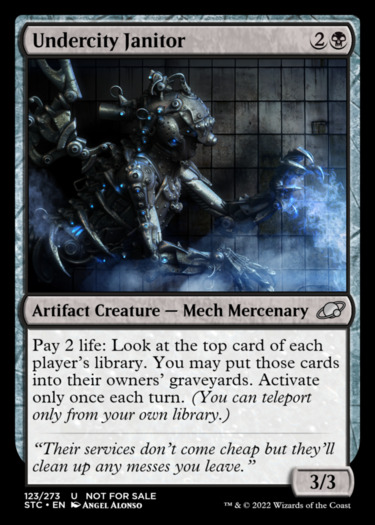 Undercity Janitor 2
Artifact Creature — Mech Mercenary
Pay 2 life: Look at the top card of each
player's library. You may put those cards
into their owners' graveyards. Activate
only once each turn. (You can teleport
only from your own library.)
“Their services don't come cheap but they'll
clean up any messes you leave.”
3/3
123/273 U NOT FOR SALE
STC • EN Angel Alonso
™ & © 2022 Wizards of the Coast